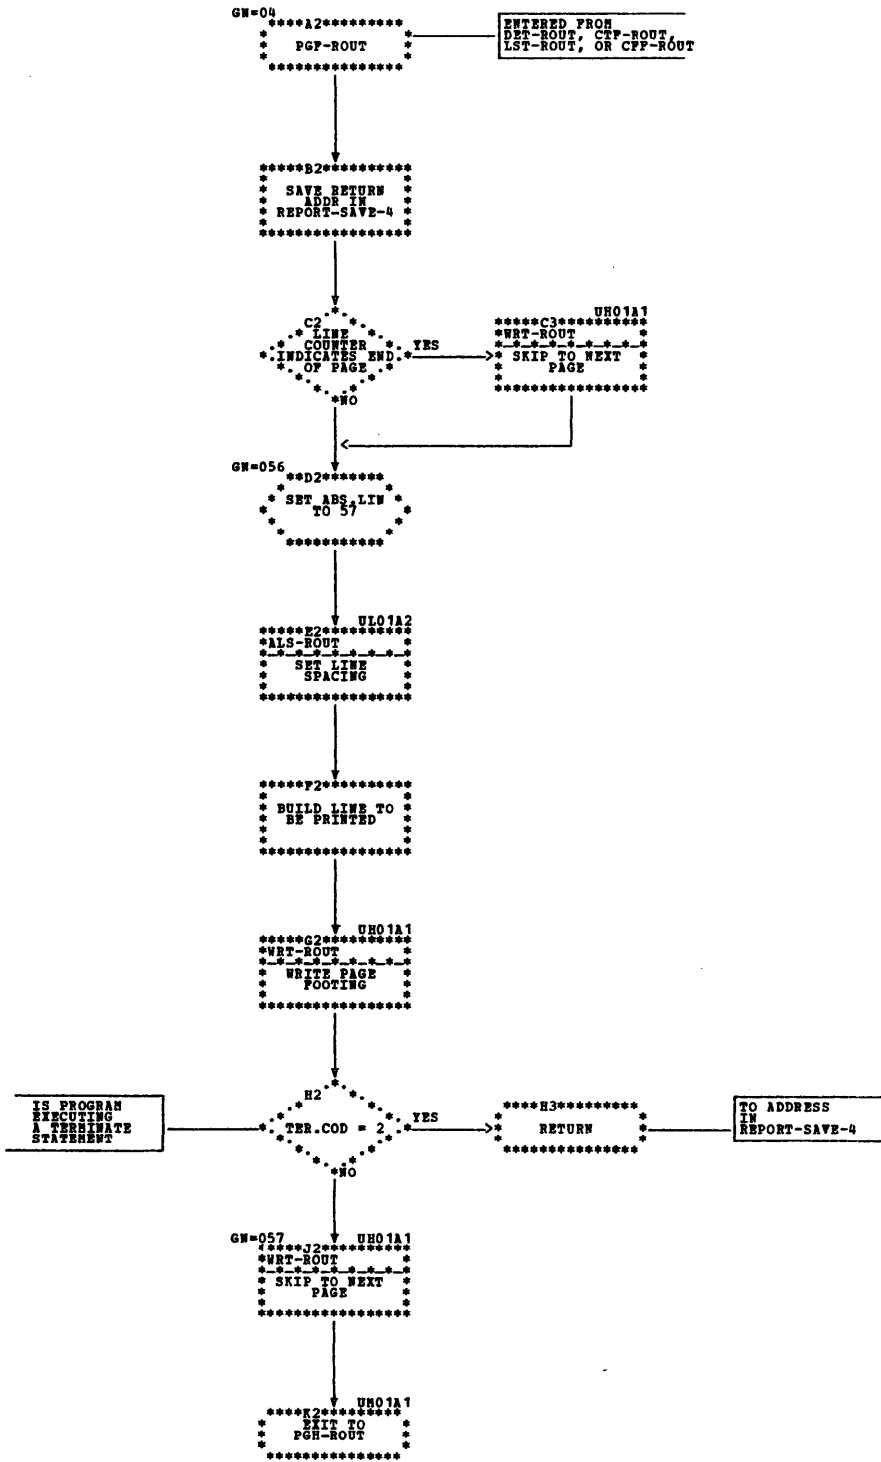 GN=04
A2
PGF-ROUT
ENTERED FROM
DET-ROUT, CTF-ROUT,
LST-ROUT, OR CFF-ROUT
B2
SAVE RETURN
ADDR IN
REPORT-SAVE-4
C2
LINE
COUNTER
INDICATES END
OF PAGE
YES
NO
UH01A1
C3
WRT-ROUT
SKIP TO NEXT
PAGE
GN=056
D2
SET ABS.LIN
TO 57
UL01A2
E2
ALS-ROUT
SET LINE
SPACING
F2
BUILD LINE TO
BE PRINTED
UH01A1
G2
WRT-ROUT
WRITE PAGE
FOOTING
IS PROGRAM
EXECUTING
A TERMINATE
STATEMENT
H2
TER.COD = 2
YES
NO
H3
RETURN
TO ADDRESS
IN
REPORT-SAVE-4
GN=057
J2
UH01A1
WRT-ROUT
SKIP TO NEXT
PAGE
UM01A1
K2
EXIT TO
PGH-ROUT